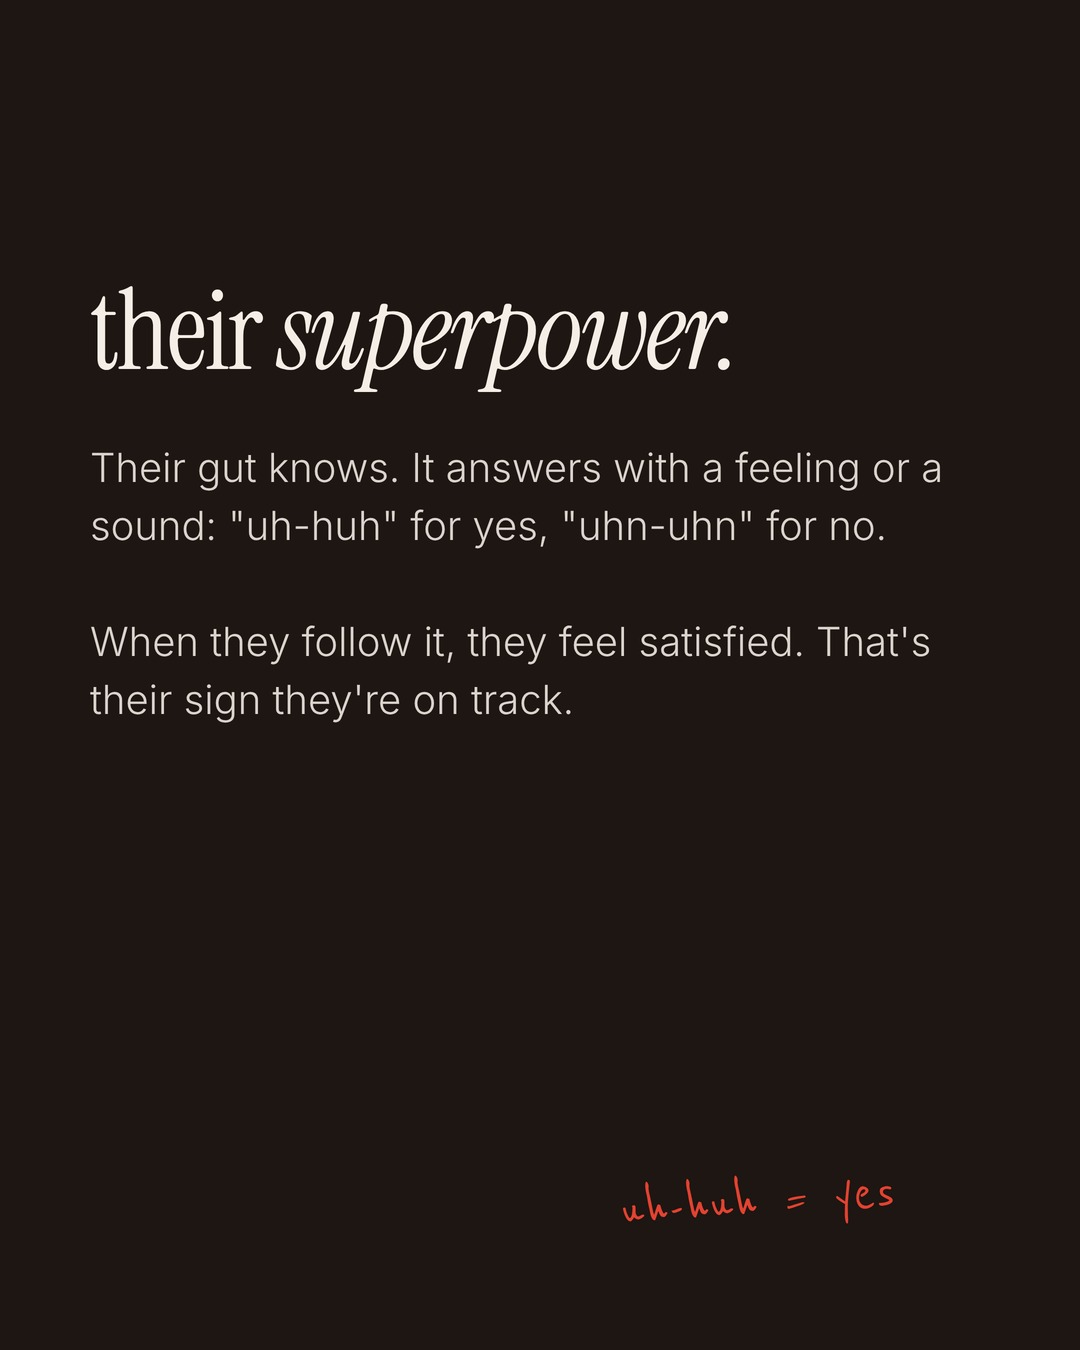 their superpower.
Their gut knows. It answers with a feeling or a
sound: "uh-huh" for yes, "uhn-uhn" for no.
When they follow it, they feel satisfied. That's
their sign they're on track.
uh-huh = yes